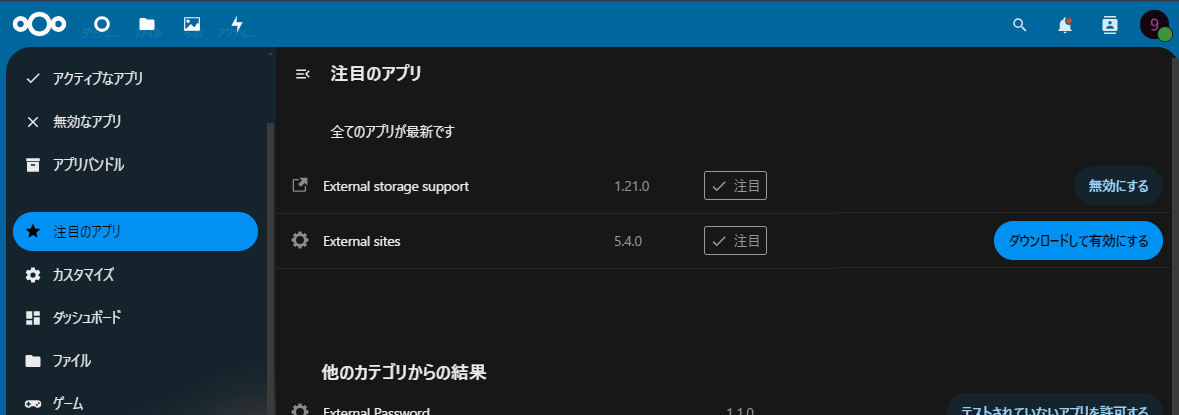 9
アクティブなアプリ
無効なアプリ
アプリバンドル
注目のアプリ
カスタマイズ
ダッシュボード
ファイル
ゲーム
注目のアプリ
全てのアプリが最新です
External storage support 1.21.0 注目 無効にする
External sites 5.4.0 注目 ダウンロードして有効にする
他のカテゴリからの結果
External Password 1.1.0 テストされていないアプリを許可する